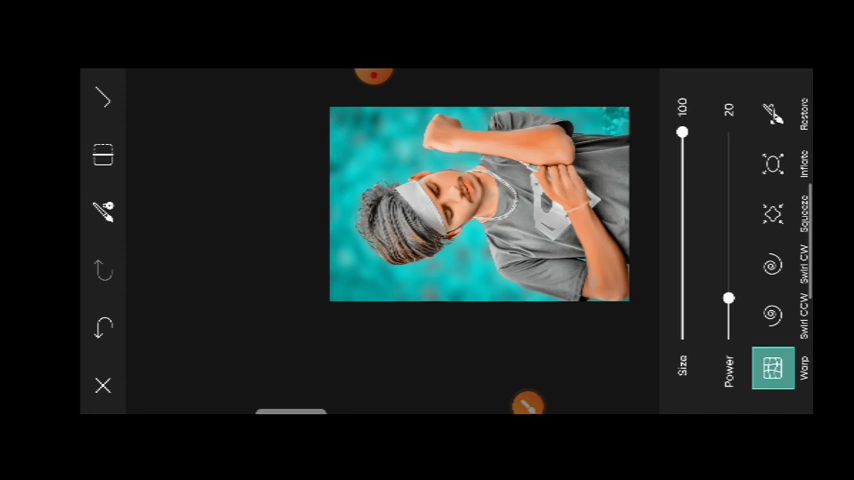 Size 100
Power 20
Warp
Swirl CCW
Swirl CW
Squeeze
Inflate
Restore